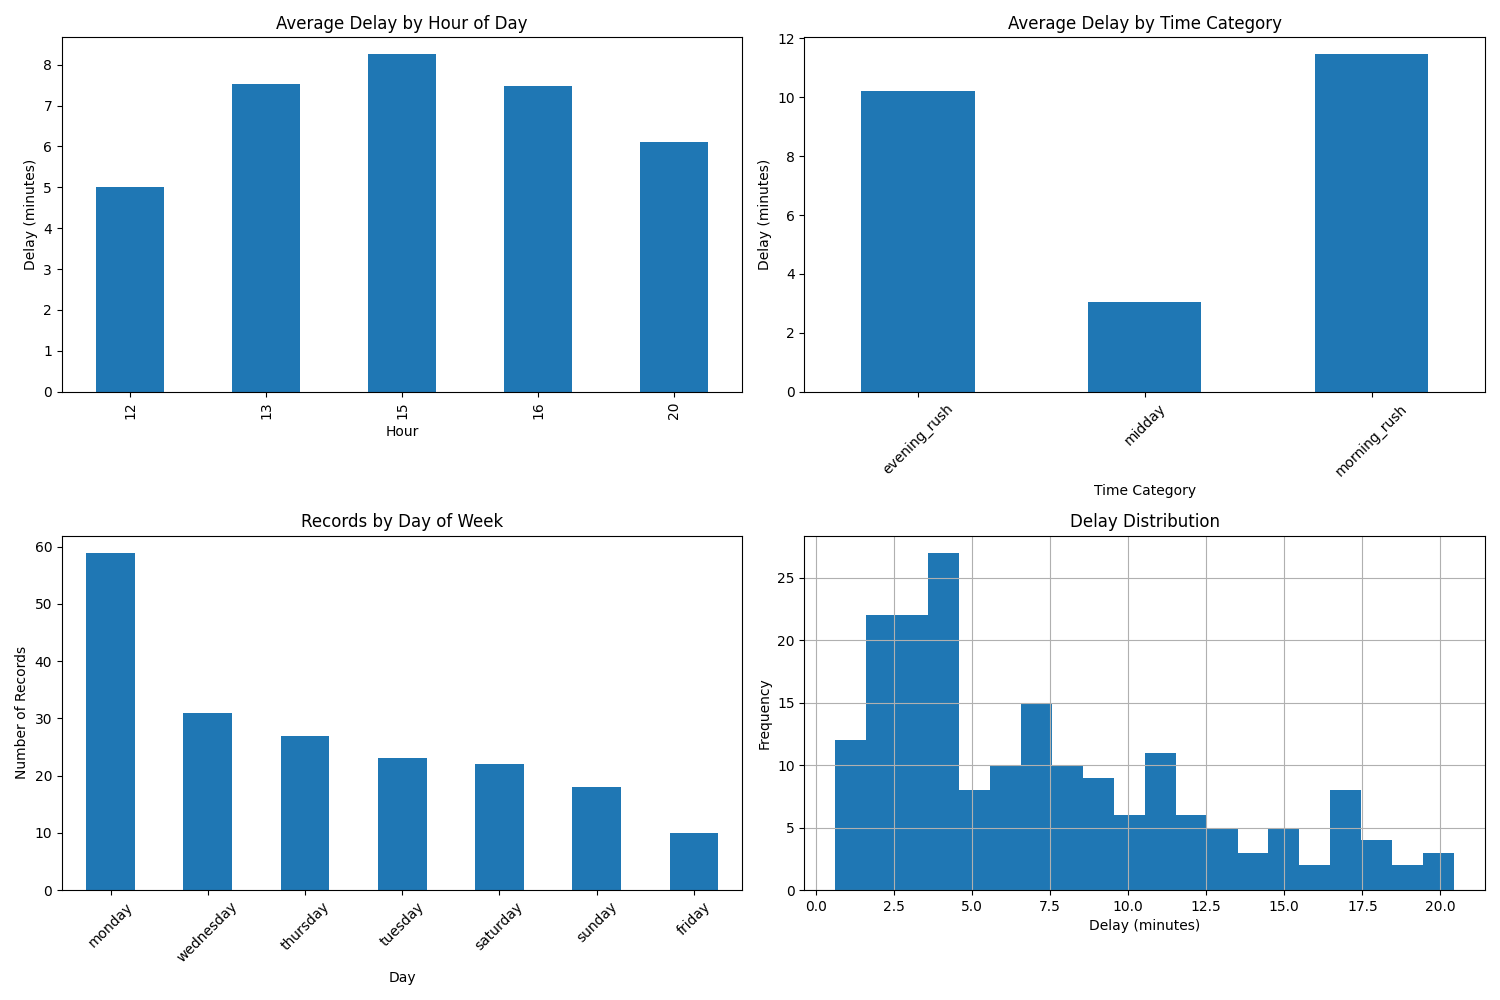 Average Delay by Hour of Day
Delay (minutes)
8
7
6
5
4
3
2
1
0
12
13
15
16
20
Hour
Average Delay by Time Category
Delay (minutes)
12
10
8
6
4
2
0
evening_rush
midday
morning_rush
Time Category
Records by Day of Week
Number of Records
60
50
40
30
20
10
0
monday
wednesday
thursday
tuesday
saturday
sunday
friday
Day
Delay Distribution
Frequency
25
20
15
10
5
0
0.0
2.5
5.0
7.5
10.0
12.5
15.0
17.5
20.0
Delay (minutes)